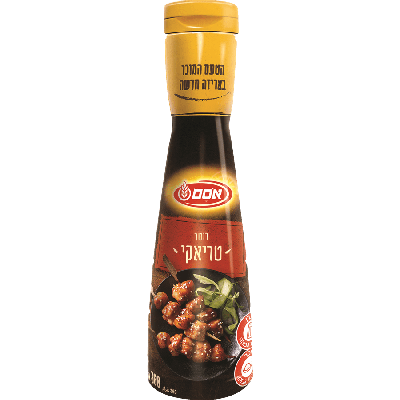 הטעם המוכר
באריזה חדשה
אסם
רוטב
טריאקי